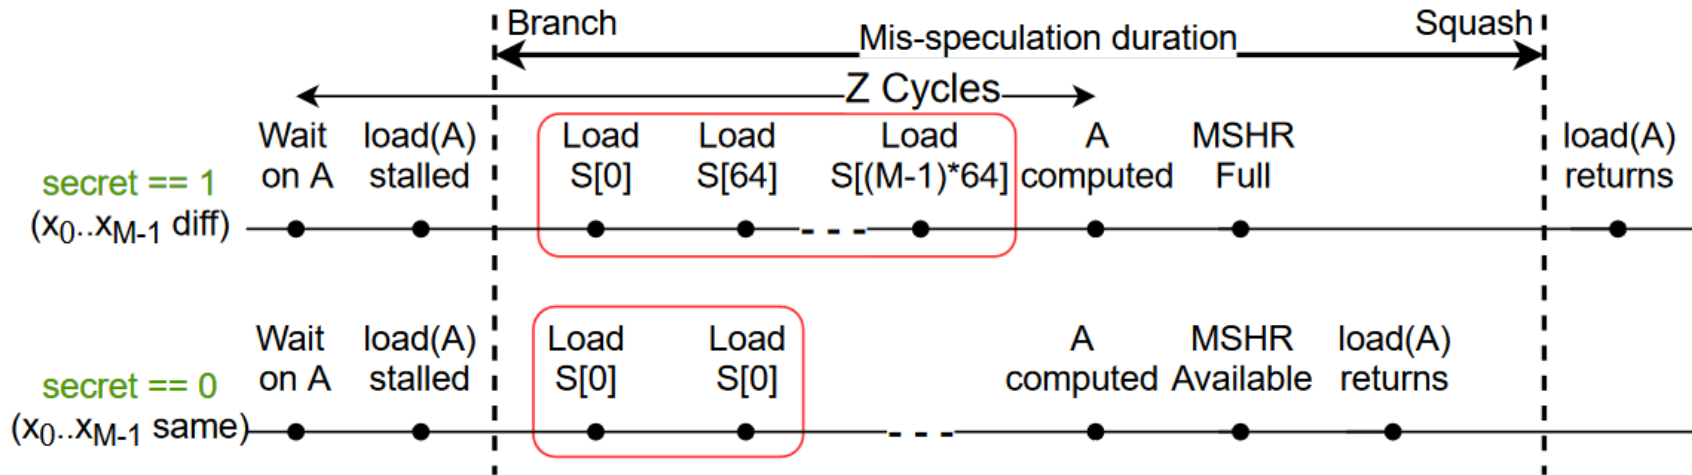 Branch
Mis-speculation duration
Squash
Z Cycles
Wait on A
load(A) stalled
Load S[0]
Load S[64]
Load S[(M-1)*64]
A computed
MSHR Full
load(A) returns
secret == 1
(x0..xM-1 diff)
Wait on A
load(A) stalled
Load S[0]
Load S[0]
A computed
MSHR Available
load(A) returns
secret == 0
(x0..xM-1 same)